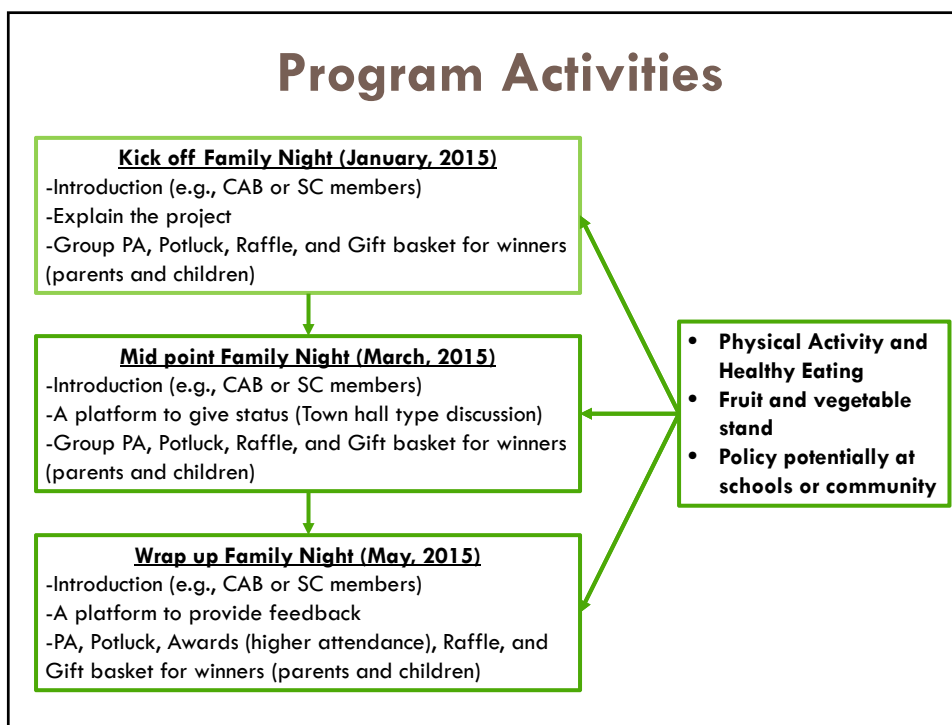 Program Activities
Kick off Family Night (January, 2015)
-Introduction (e.g., CAB or SC members)
-Explain the project
-Group PA, Potluck, Raffle, and Gift basket for winners
(parents and children)
Mid point Family Night (March, 2015)
-Introduction (e.g., CAB or SC members)
-A platform to give status (Town hall type discussion)
-Group PA, Potluck, Raffle, and Gift basket for winners
(parents and children)
Wrap up Family Night (May, 2015)
-Introduction (e.g., CAB or SC members)
-A platform to provide feedback
-PA, Potluck, Awards (higher attendance), Raffle, and
Gift basket for winners (parents and children)
• Physical Activity and
Healthy Eating
• Fruit and vegetable
stand
• Policy potentially at
schools or community